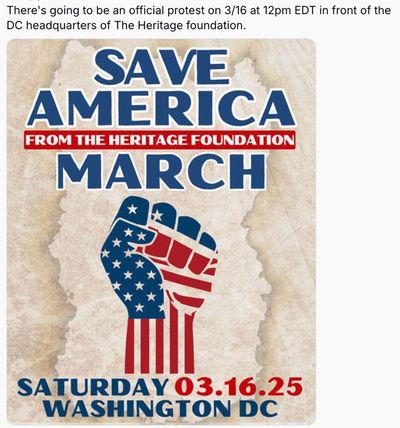 There's going to be an official protest on 3/16 at 12pm EDT in front of the
DC headquarters of The Heritage foundation.
SAVE
AMERICA
FROM THE HERITAGE FOUNDATION
MARCH
SATURDAY 03.16.25
WASHINGTON DC